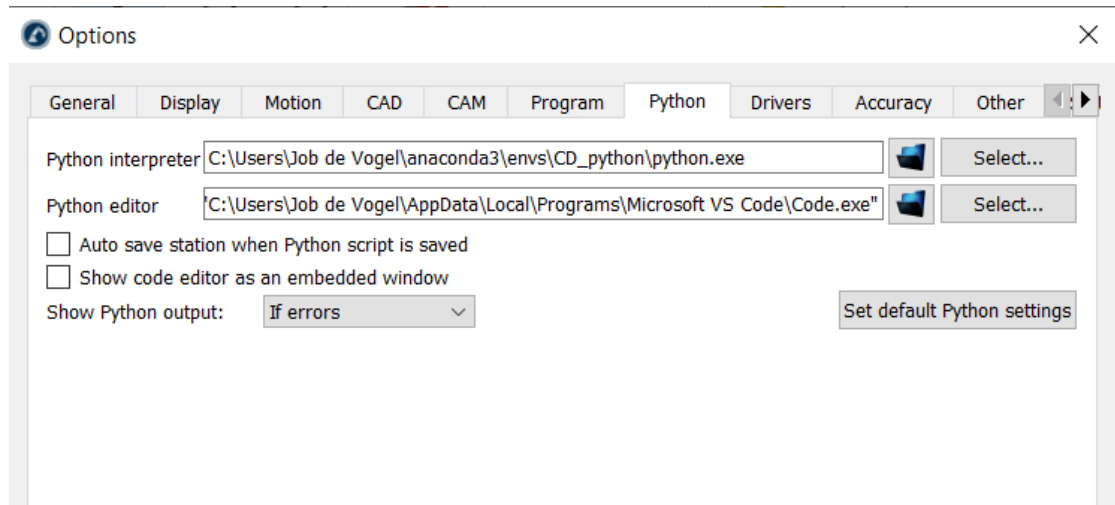 Options
General Display Motion CAD CAM Program Python Drivers Accuracy Other
Python interpreter C:\Users\Job de Vogel\anaconda3\envs\CD_python\python.exe Select...
Python editor "C:\Users\Job de Vogel\AppData\Local\Programs\Microsoft VS Code\Code.exe" Select...
Auto save station when Python script is saved
Show code editor as an embedded window
Show Python output: If errors Set default Python settings